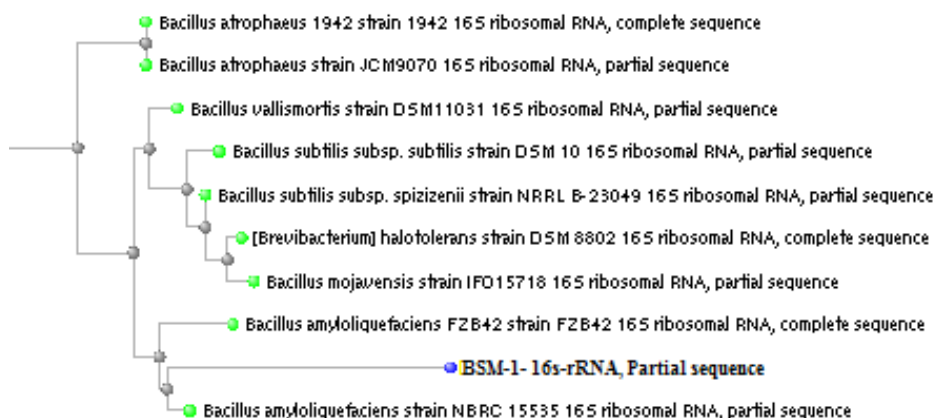 Bacillus atrophaeus 1942 strain 1942 16S ribosomal RNA, complete sequence
Bacillus atrophaeus strain JCM9070 16S ribosomal RNA, partial sequence
Bacillus vallismortis strain DSM11031 16S ribosomal RNA, partial sequence
Bacillus subtilis subsp. subtilis strain DSM 10 16S ribosomal RNA, partial sequence
Bacillus subtilis subsp. spizizenii strain NRRL B-23049 16S ribosomal RNA, partial sequence
[Brevibacterium] halotolerans strain DSM 8802 16S ribosomal RNA, complete sequence
Bacillus mojavensis strain IFO15718 16S ribosomal RNA, partial sequence
Bacillus amyloliquefaciens FZB42 strain FZB42 16S ribosomal RNA, complete sequence
BSM-1- 16s-rRNA, Partial sequence
Bacillus amyloliquefaciens strain NBRC 15535 16S ribosomal RNA, partial sequence